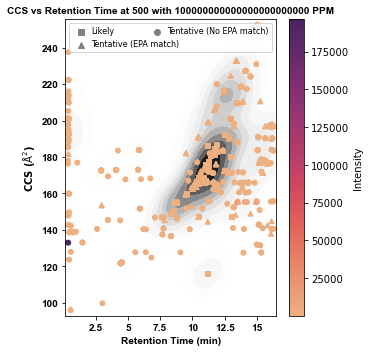 CCS vs Retention Time at 500 with 100000000000000000000000 PPM
Likely
Tentative (EPA match)
Tentative (No EPA match)
240
220
200
180
160
140
120
100
CCS (Å²)
2.5 5 7.5 10 12.5 15
Retention Time (min)
175000
150000
125000
100000
75000
50000
25000
Intensity